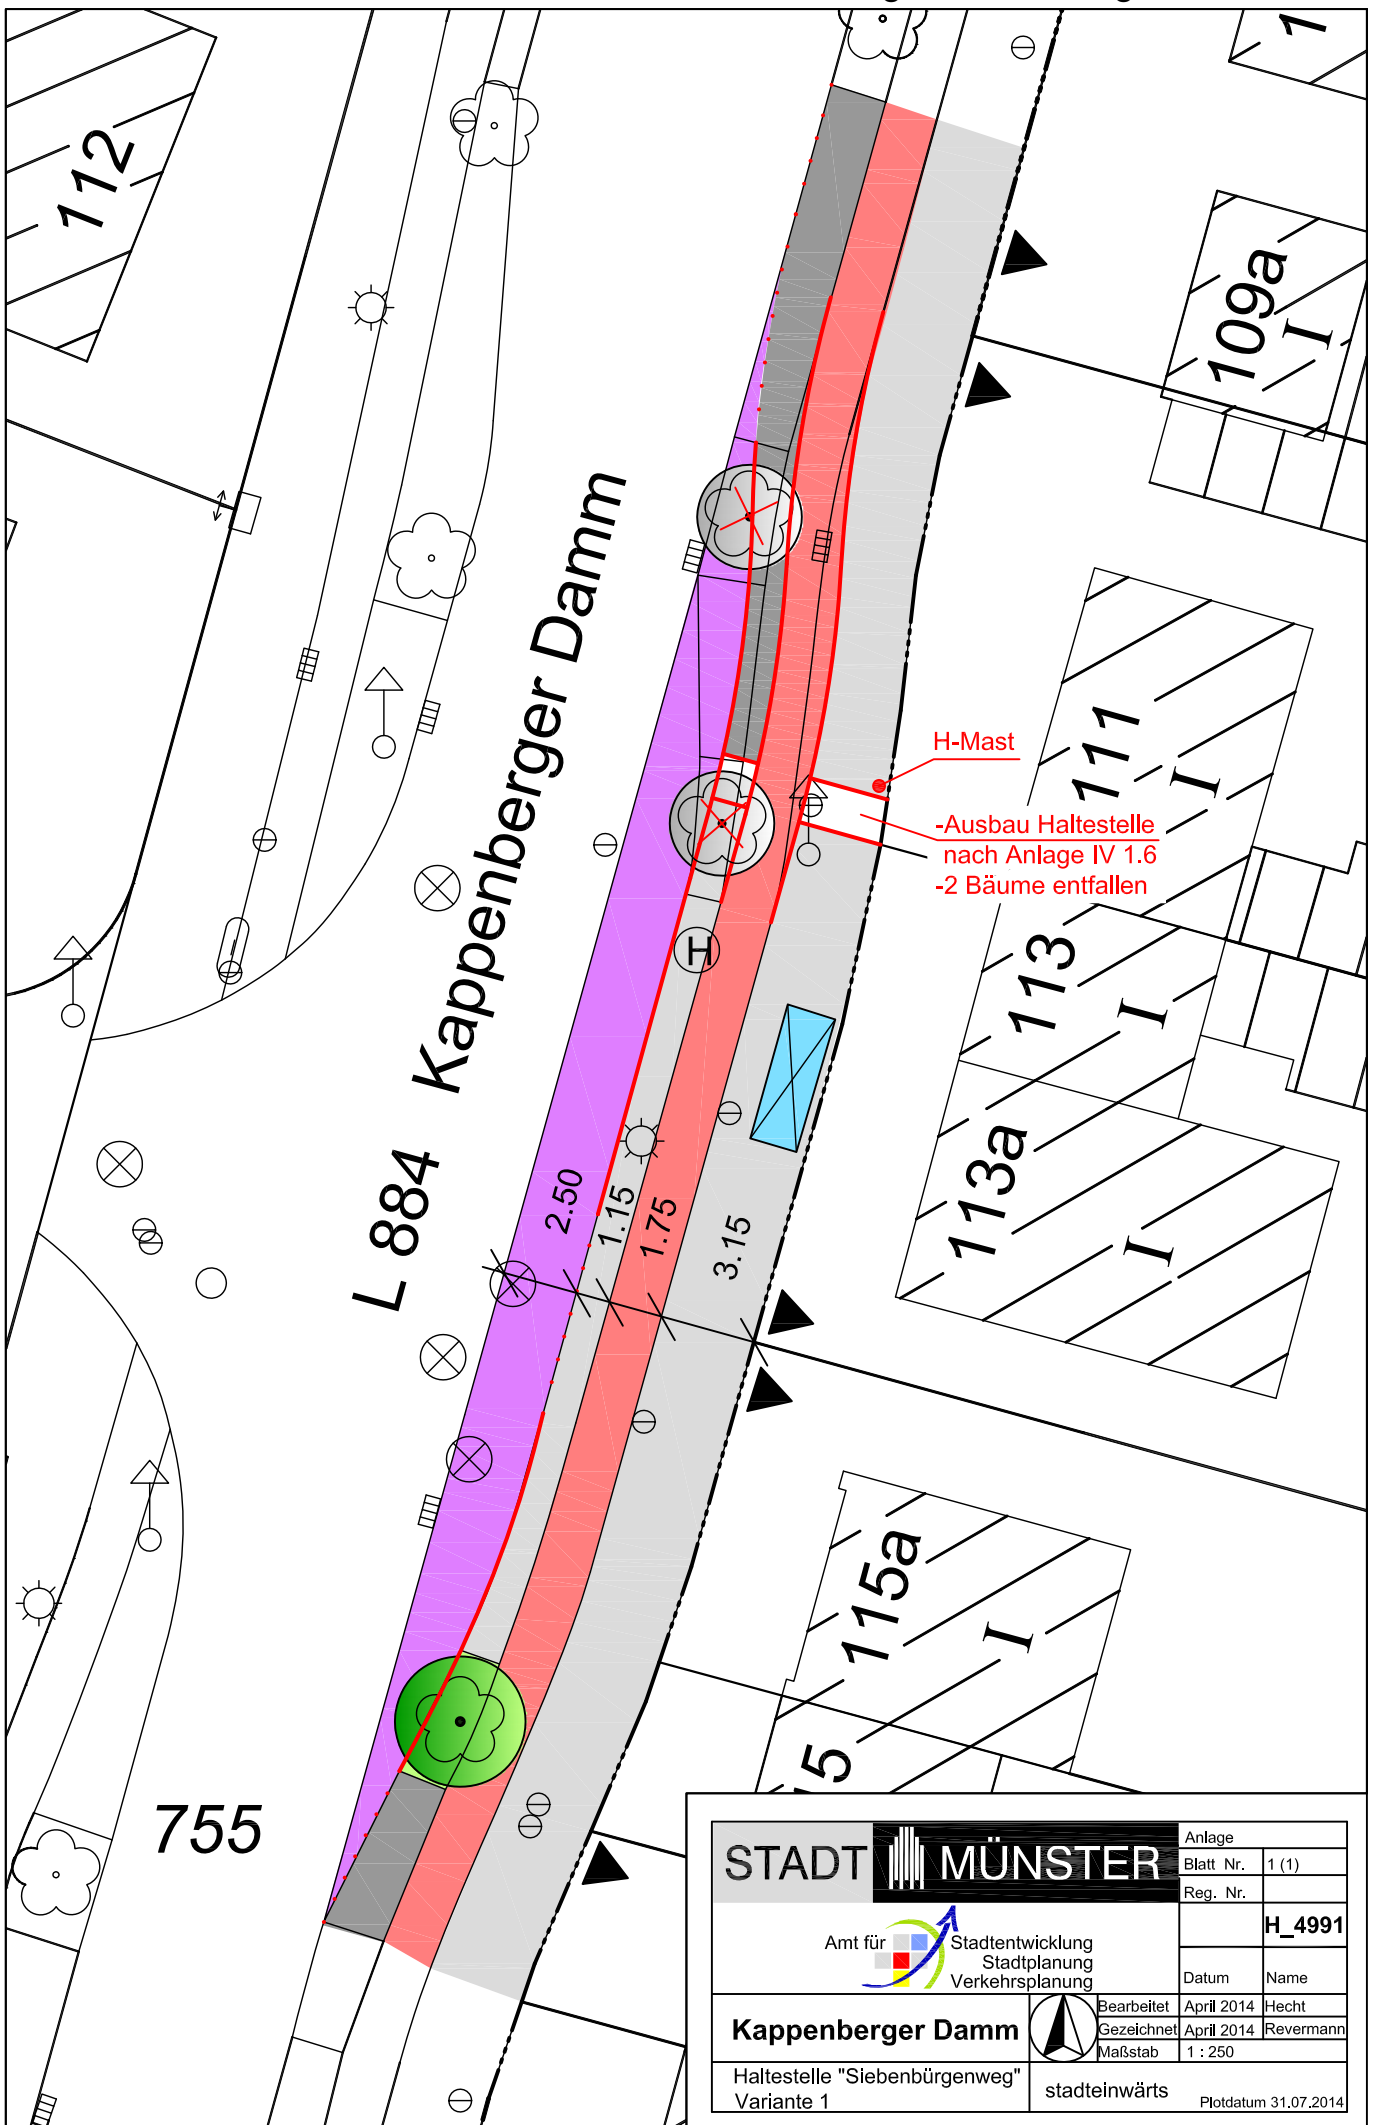 112
109a
I
Kappenberger Damm
L 884
H-Mast
-Ausbau Haltestelle
nach Anlage IV 1.6
-2 Bäume entfallen
111
I
H
113
I
113a
I
2.50
1.15
1.75
3.15
115a
I
755
STADT MÜNSTER
Amt für Stadtentwicklung
Stadtplanung
Verkehrsplanung
Anlage
Blatt Nr. 1 (1)
Reg. Nr.
H_4991
Datum Name
Bearbeitet April 2014 Hecht
Gezeichnet April 2014 Revermann
Maßstab 1 : 250
Kappenberger Damm
Haltestelle "Siebenbürgenweg"
Variante 1
stadteinwärts
Plotdatum 31.07.2014